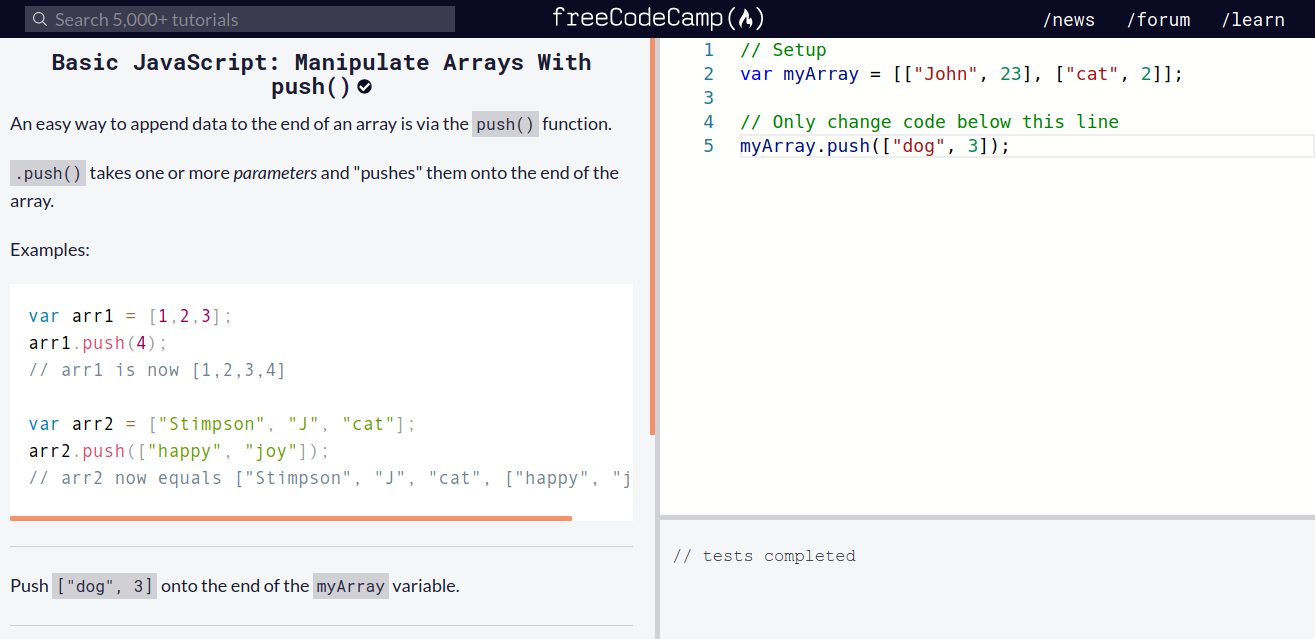 Search 5,000+ tutorials
freeCodeCamp(🔥)
/news /forum /learn
Basic JavaScript: Manipulate Arrays With
push()
An easy way to append data to the end of an array is via the push() function.
.push() takes one or more parameters and "pushes" them onto the end of the
array.
Examples:
var arr1 = [1,2,3];
arr1.push(4);
// arr1 is now [1,2,3,4]
var arr2 = ["Stimpson", "J", "cat"];
arr2.push(["happy", "joy"]);
// arr2 now equals ["Stimpson", "J", "cat", ["happy", "j
Push ["dog", 3] onto the end of the myArray variable.
1 // Setup
2 var myArray = [["John", 23], ["cat", 2]];
3
4 // Only change code below this line
5 myArray.push(["dog", 3]);
// tests completed